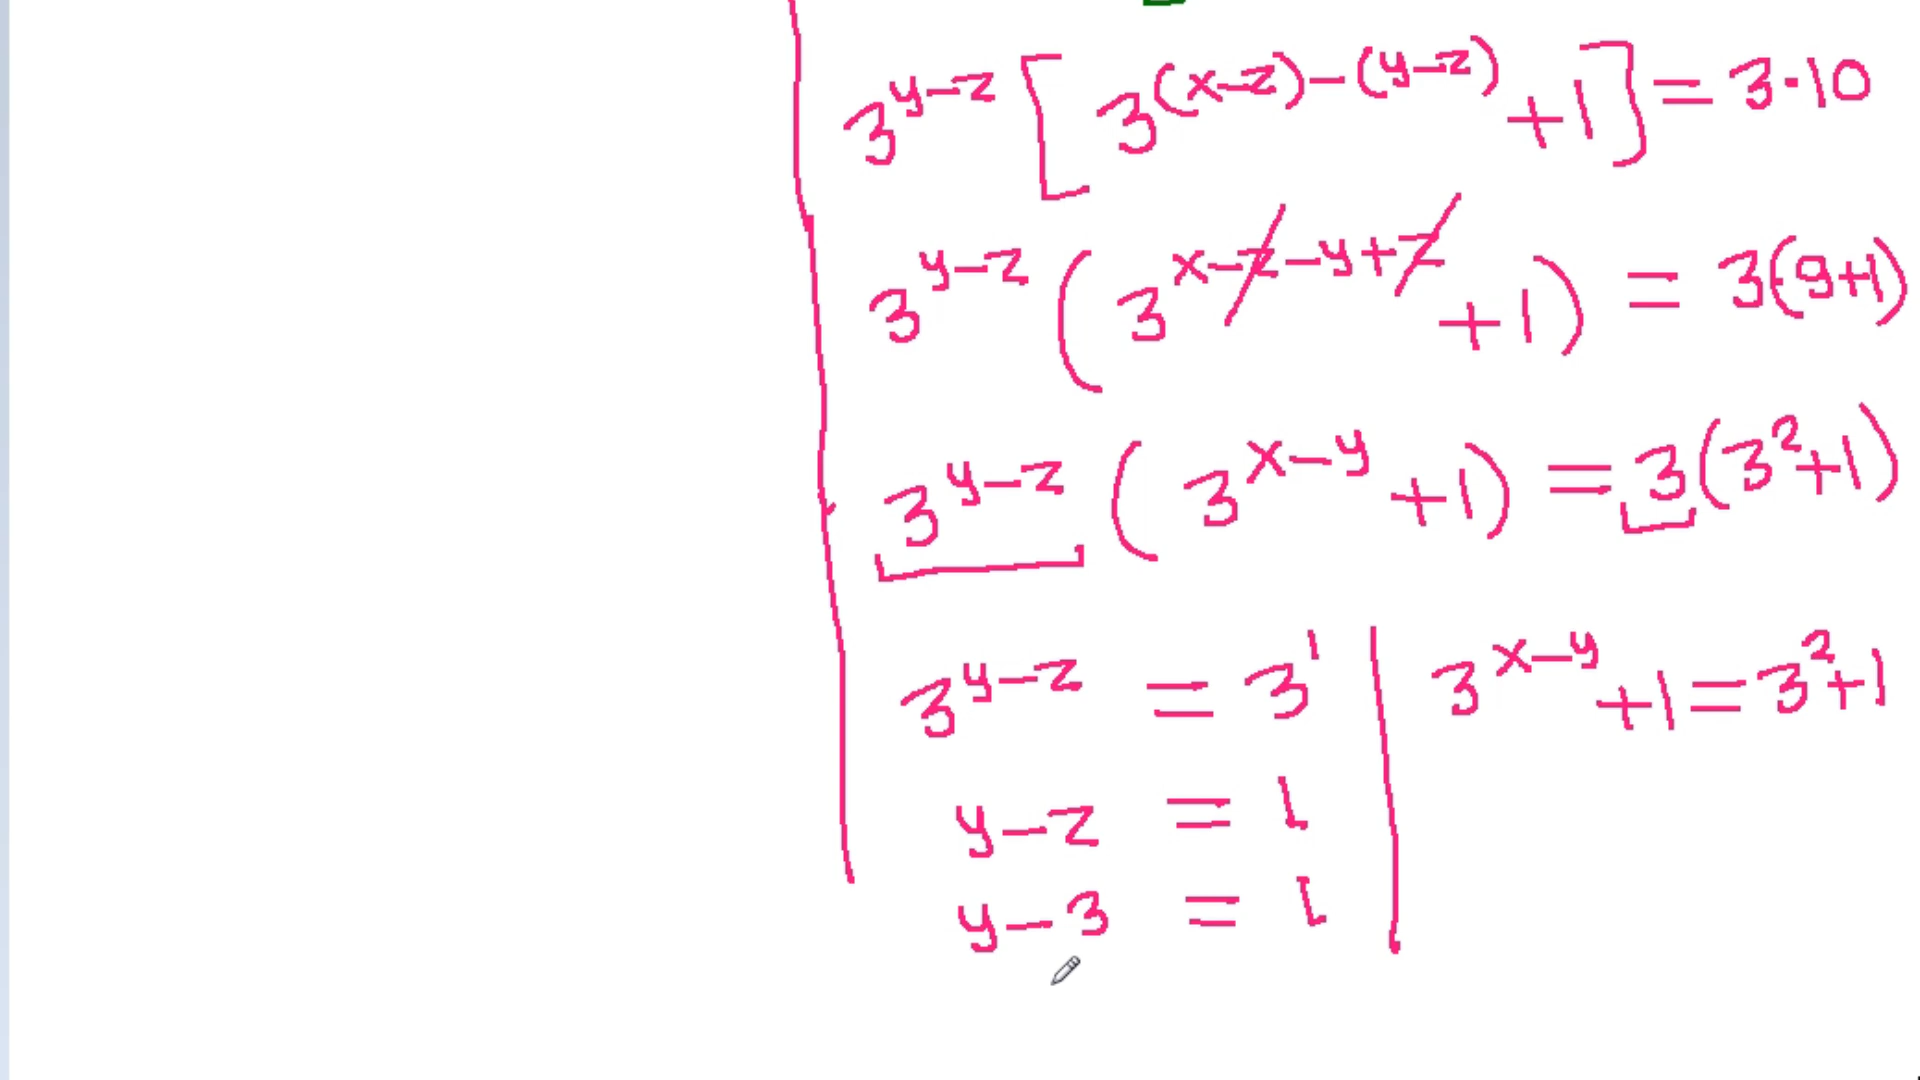 3^{y-z} [ 3^{(x-z)-(y-z)} + 1 ] = 3·10
3^{y-z} ( 3^{x-z-y+z} + 1 ) = 3(9+1)
3^{y-z} ( 3^{x-y} + 1 ) = 3(3^2+1)
3^{y-z} = 3^1 | 3^{x-y} + 1 = 3^2 + 1
y-z = 1
y-3 = 1